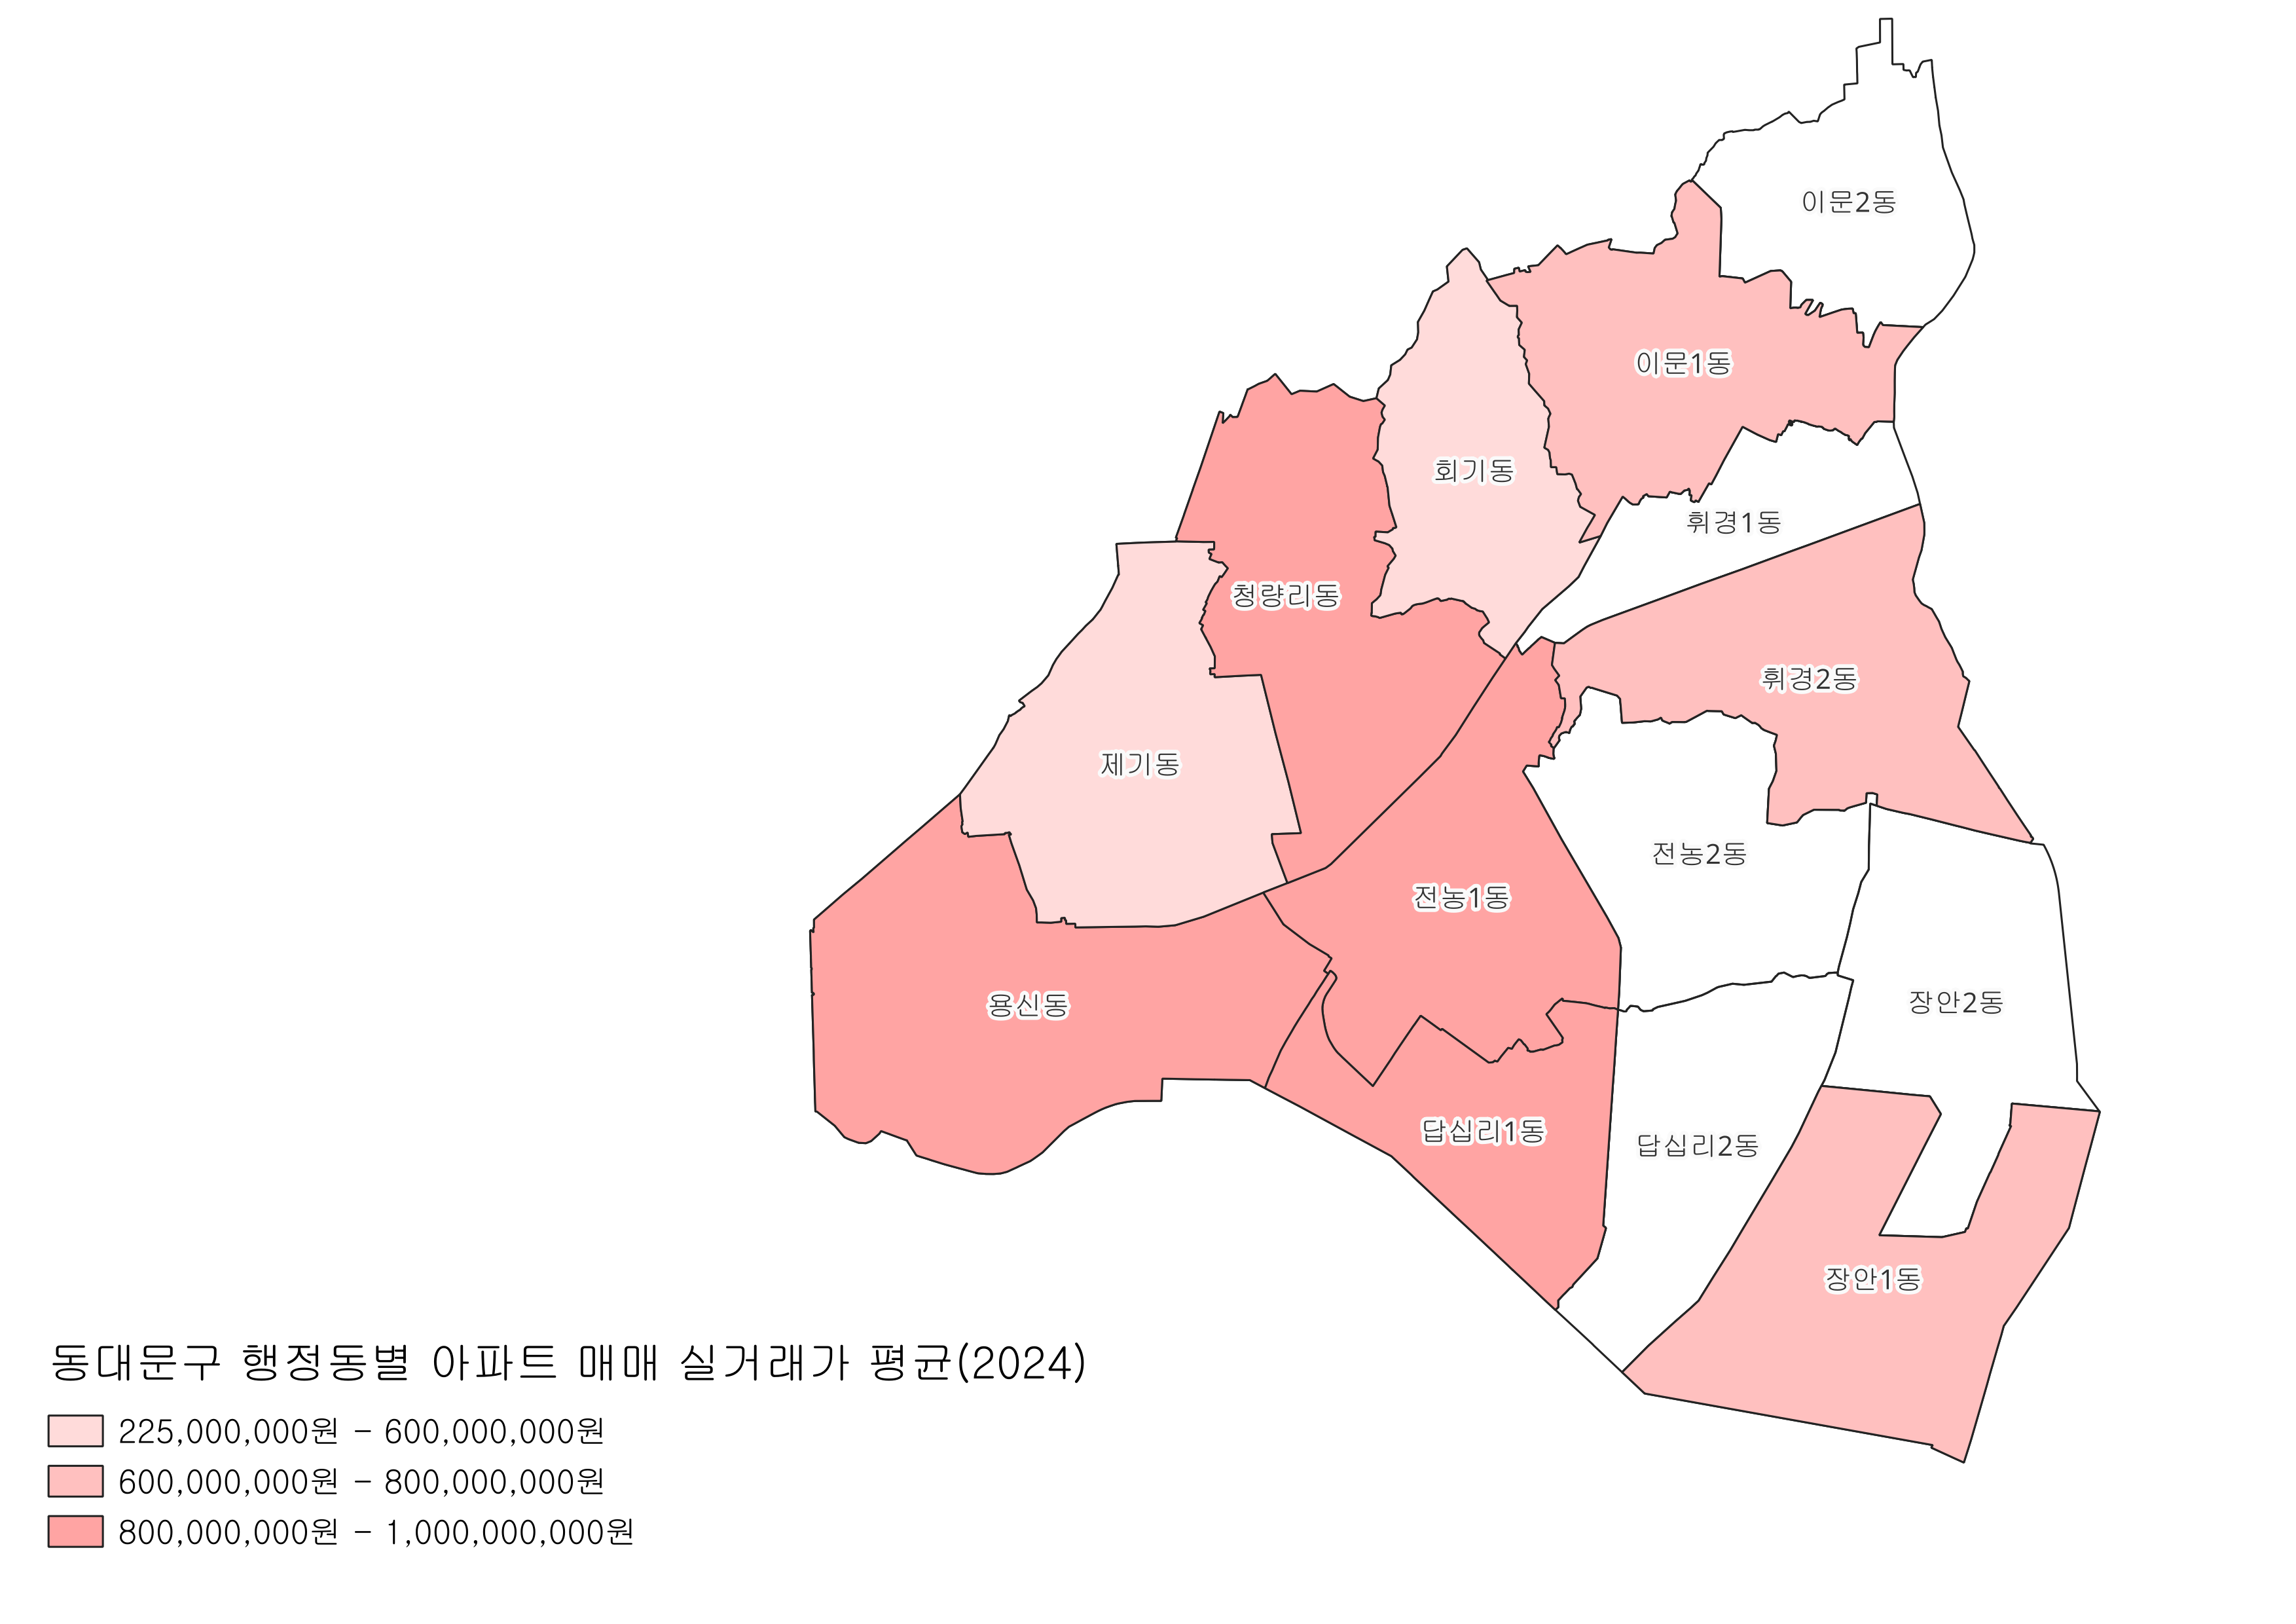 이문2동
이문1동
회기동
휘경1동
청량리동
휘경2동
제기동
전농2동
전농1동
용신동
장안2동
답십리1동
답십리2동
장안1동
동대문구 행정동별 아파트 매매 실거래가 평균(2024)
225,000,000원 - 600,000,000원
600,000,000원 - 800,000,000원
800,000,000원 - 1,000,000,000원